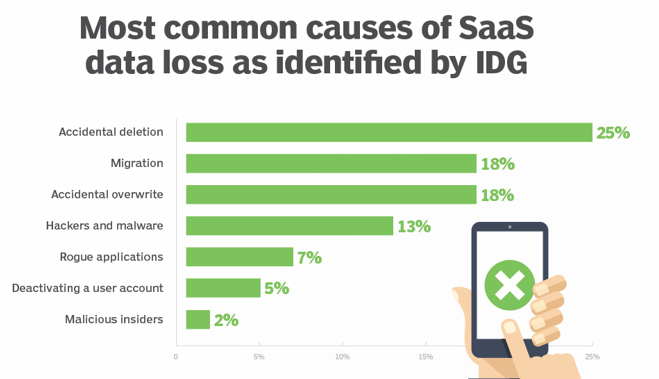 Most common causes of SaaS
data loss as identified by IDG
Accidental deletion 25%
Migration 18%
Accidental overwrite 18%
Hackers and malware 13%
Rogue applications 7%
Deactivating a user account 5%
Malicious insiders 2%
0 5% 10% 15% 25%